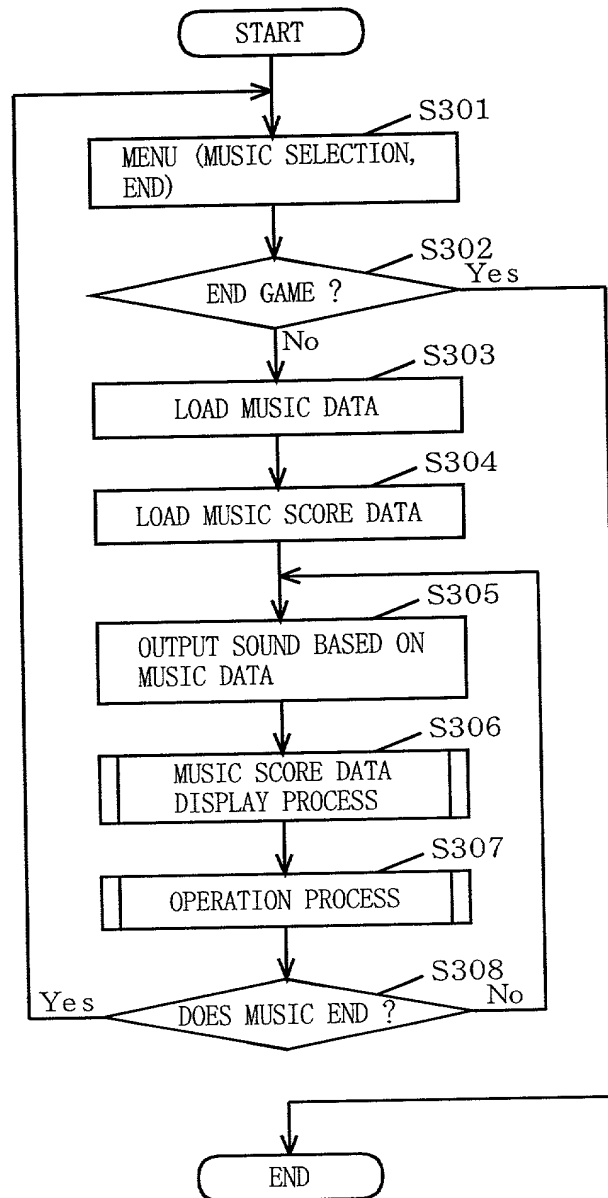 START
S301
MENU (MUSIC SELECTION,
END)
S302
END GAME ?
Yes
No
S303
LOAD MUSIC DATA
S304
LOAD MUSIC SCORE DATA
S305
OUTPUT SOUND BASED ON
MUSIC DATA
S306
MUSIC SCORE DATA
DISPLAY PROCESS
S307
OPERATION PROCESS
S308
Yes
DOES MUSIC END ?
No
END